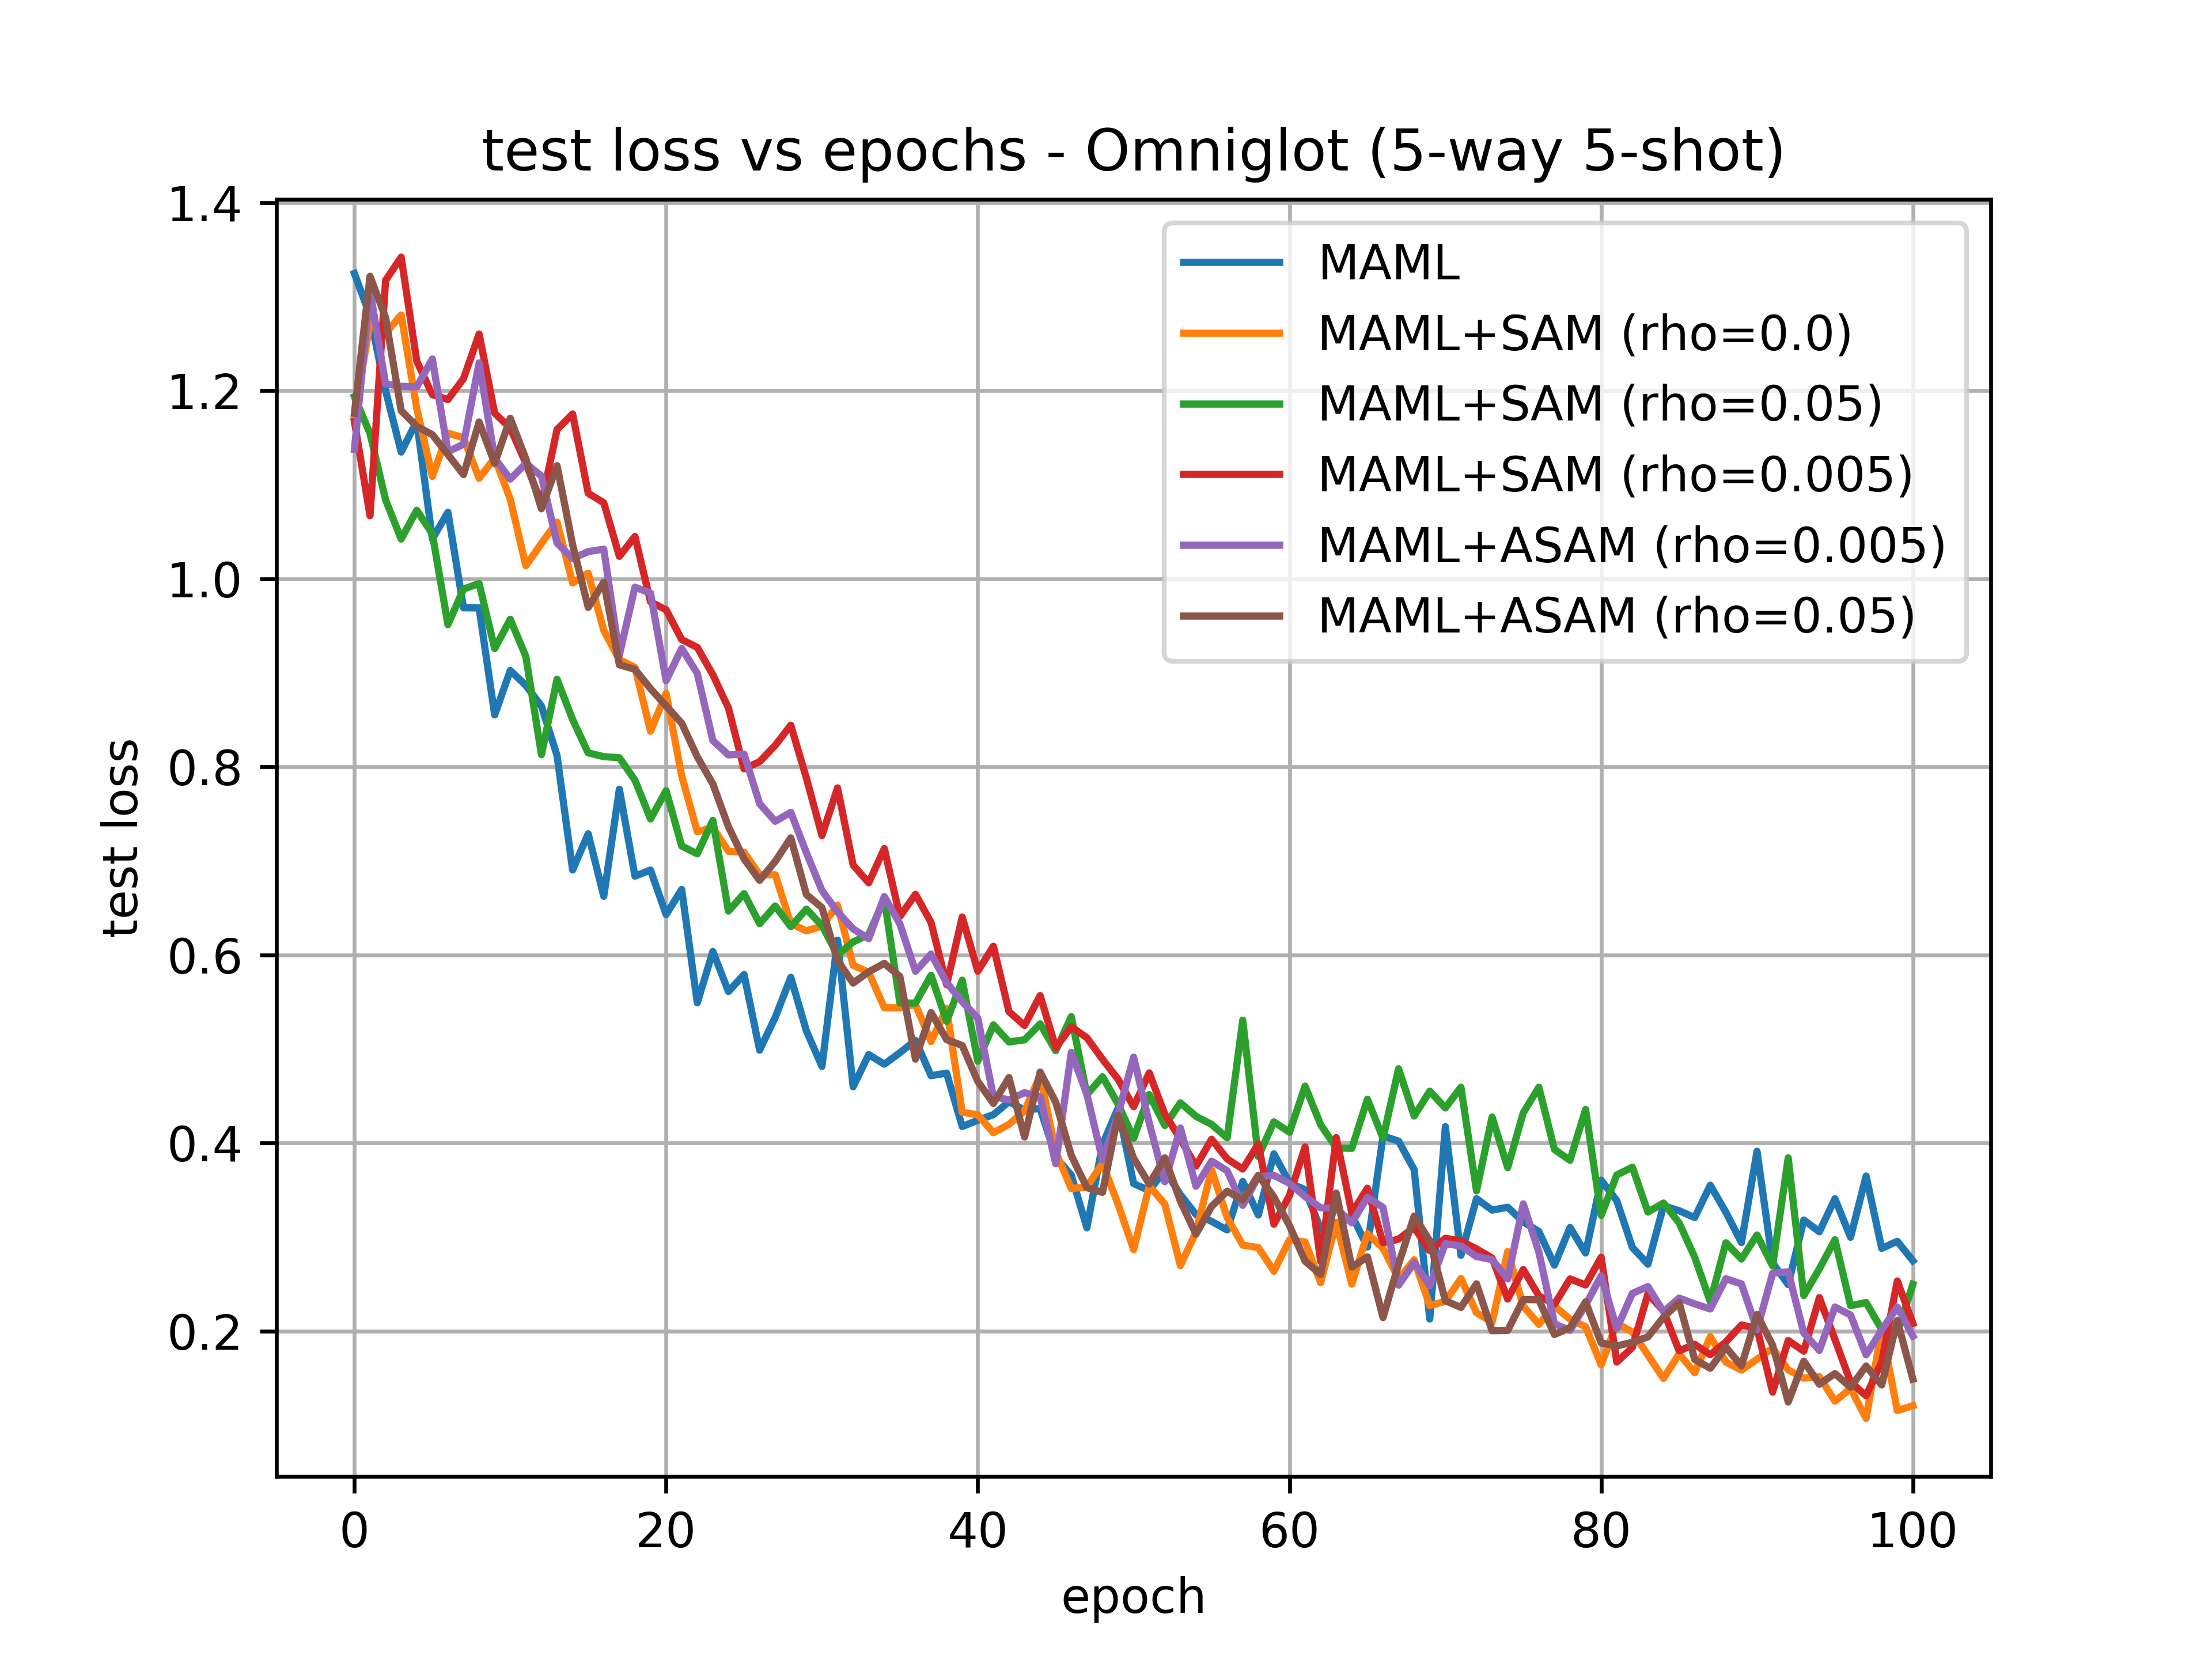 test loss vs epochs - Omniglot (5-way 5-shot)
1.4
1.2
1.0
0.8
0.6
0.4
0.2
test loss
MAML
MAML+SAM (rho=0.0)
MAML+SAM (rho=0.05)
MAML+SAM (rho=0.005)
MAML+ASAM (rho=0.005)
MAML+ASAM (rho=0.05)
0 20 40 60 80 100
epoch